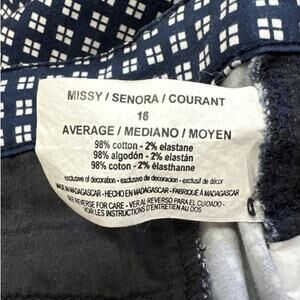 MISSY / SENORA / COURANT
16
AVERAGE / MEDIANO / MOYEN
98% cotton - 2% elastane
98% algodón - 2% elastán
98% coton - 2% élasthanne
exclusive of decoration - exclusivo de decoracion - exclusif de décor
MADE IN MADAGASCAR - HECHO EN MADAGASCAR - FABRIQUÉ À MADAGASCAR
SEE REVERSE FOR CARE - VER AL REVERSO PARA EL CUIDADO -
VOIR LES INSTRUCTIONS D'ENTRETIEN AU DOS